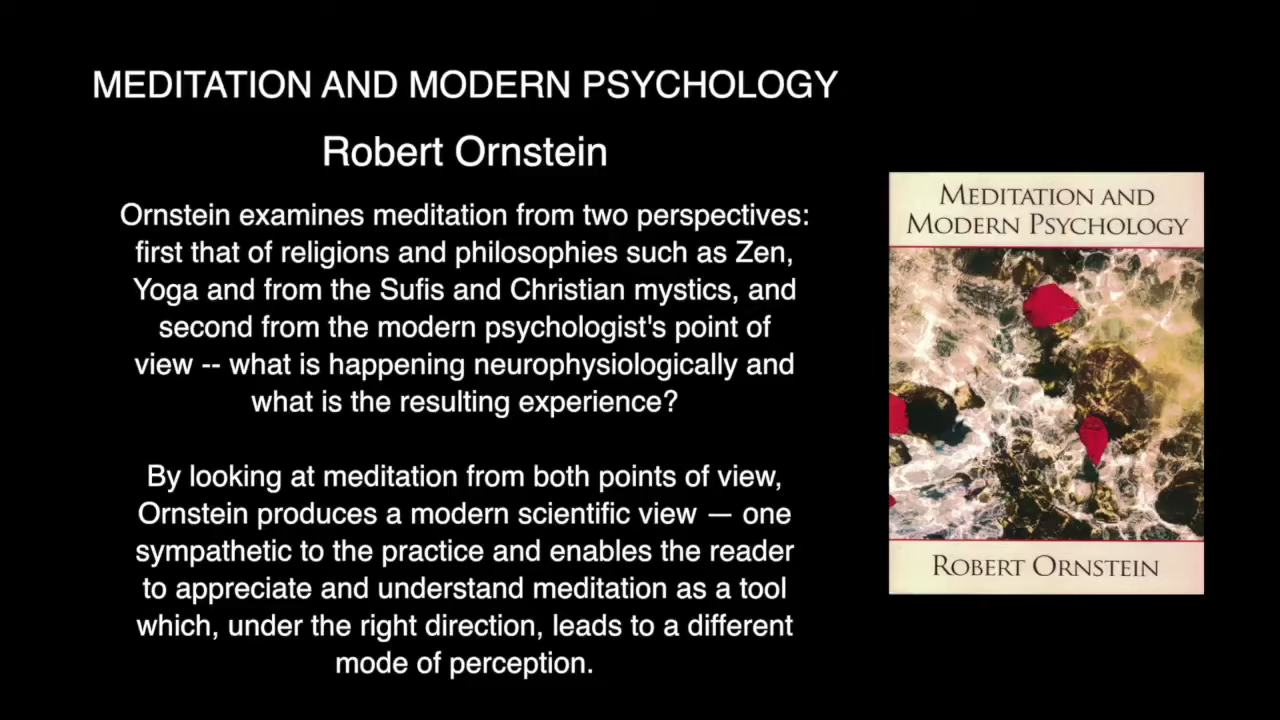 MEDITATION AND MODERN PSYCHOLOGY
Robert Ornstein
Ornstein examines meditation from two perspectives:
first that of religions and philosophies such as Zen,
Yoga and from the Sufis and Christian mystics, and
second from the modern psychologist's point of
view -- what is happening neurophysiologically and
what is the resulting experience?
By looking at meditation from both points of view,
Ornstein produces a modern scientific view — one
sympathetic to the practice and enables the reader
to appreciate and understand meditation as a tool
which, under the right direction, leads to a different
mode of perception.
MEDITATION AND
MODERN PSYCHOLOGY
ROBERT ORNSTEIN